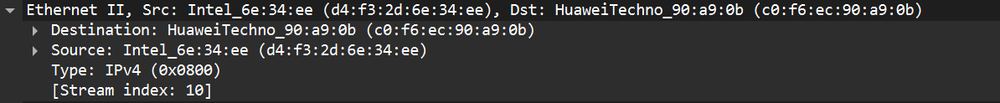 Ethernet II, Src: Intel_6e:34:ee (d4:f3:2d:6e:34:ee), Dst: HuaweiTechno_90:a9:0b (c0:f6:ec:90:a9:0b)
Destination: HuaweiTechno_90:a9:0b (c0:f6:ec:90:a9:0b)
Source: Intel_6e:34:ee (d4:f3:2d:6e:34:ee)
Type: IPv4 (0x0800)
[Stream index: 10]